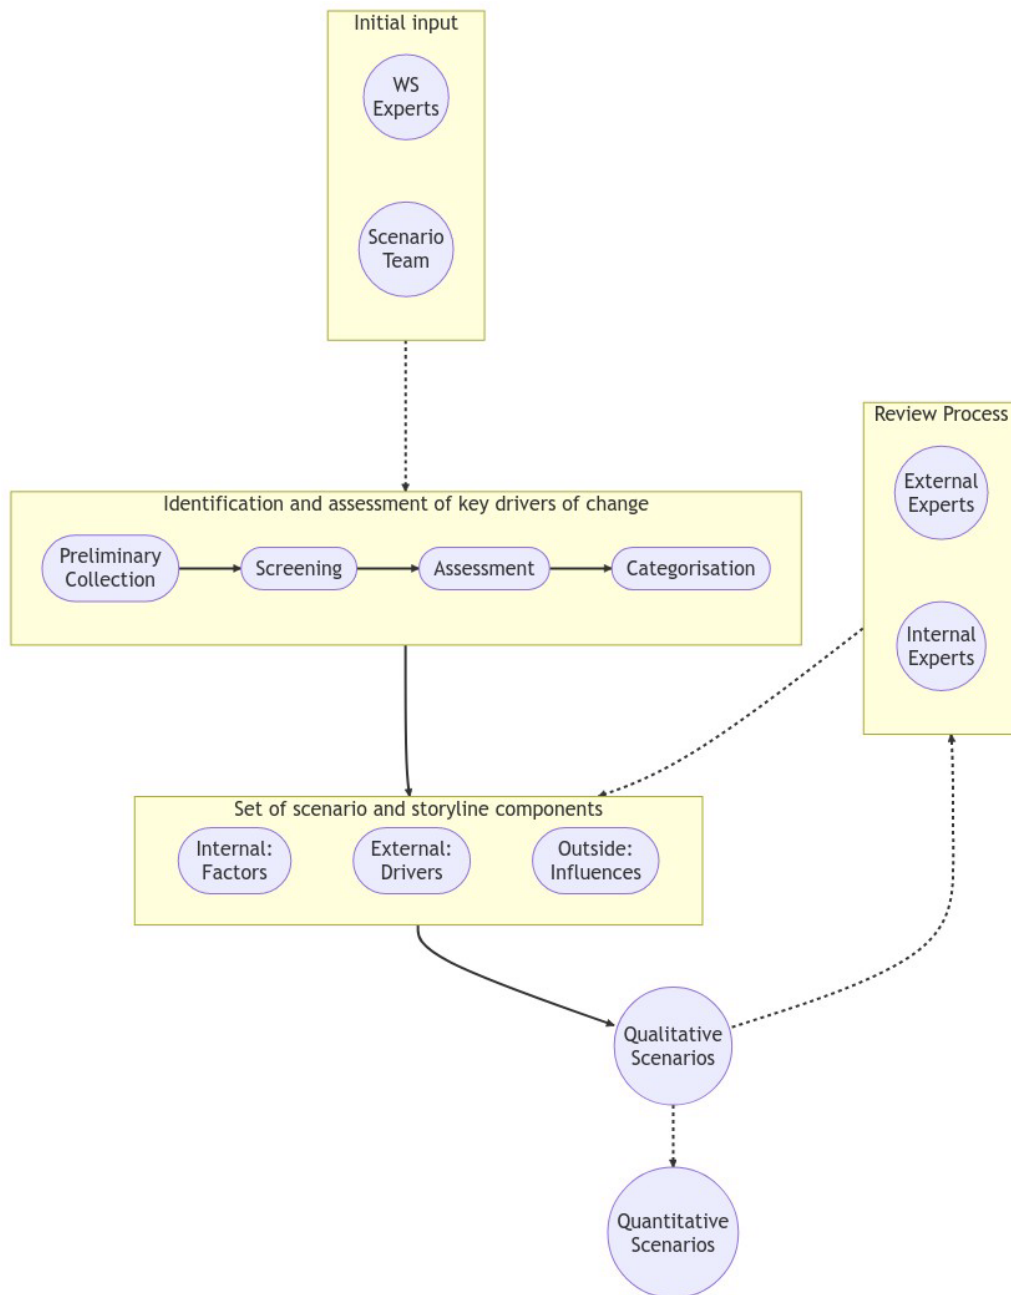 Initial input
WS
Experts
Scenario
Team
Review Process
External
Experts
Internal
Experts
Identification and assessment of key drivers of change
Preliminary
Collection
Screening
Assessment
Categorisation
Set of scenario and storyline components
Internal:
Factors
External:
Drivers
Outside:
Influences
Qualitative
Scenarios
Quantitative
Scenarios